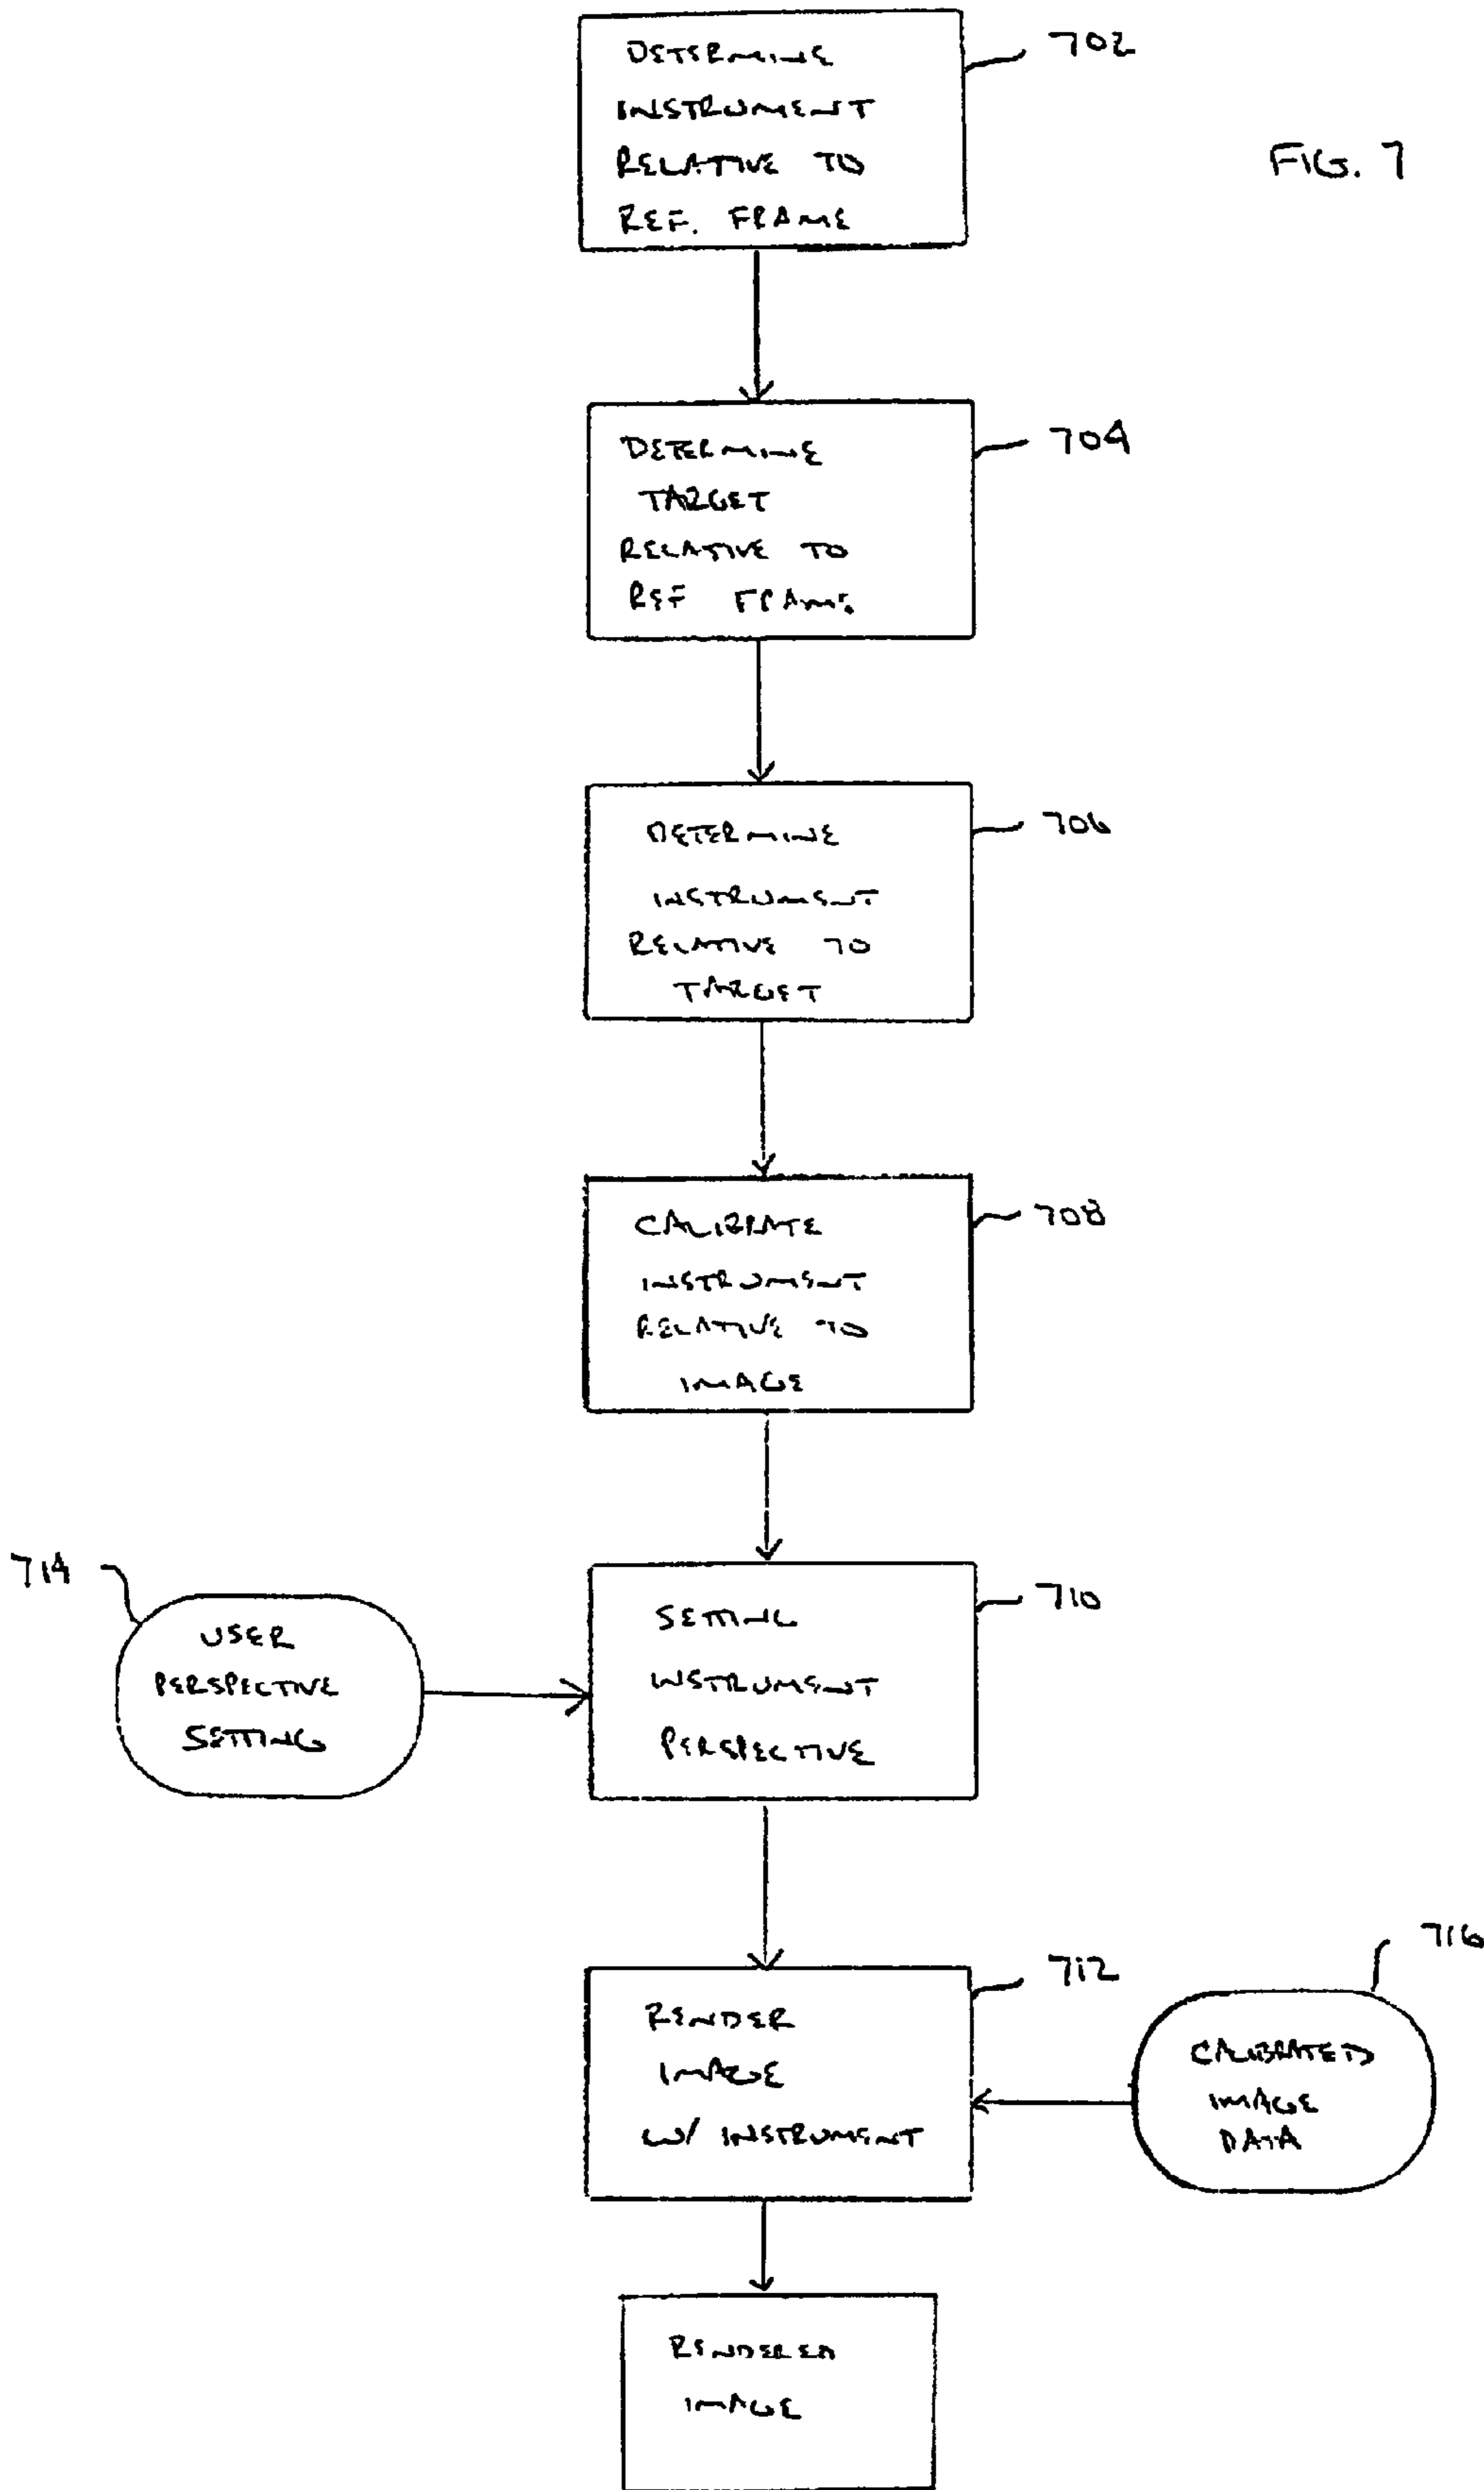 DETERMINE
INSTRUMENT
RELATIVE TO
REF. FRAME
702
FIG. 7
DETERMINE
TARGET
RELATIVE TO
REF FRAME
704
DETERMINE
INSTRUMENT
RELATIVE TO
TARGET
706
CALIBRATE
INSTRUMENT
RELATIVE TO
IMAGE
708
714
USER
PERSPECTIVE
SETTING
SETTING
INSTRUMENT
PERSPECTIVE
710
RENDER
IMAGE
W/ INSTRUMENT
712
716
CALIBRATED
IMAGE
DATA
RENDERED
IMAGE